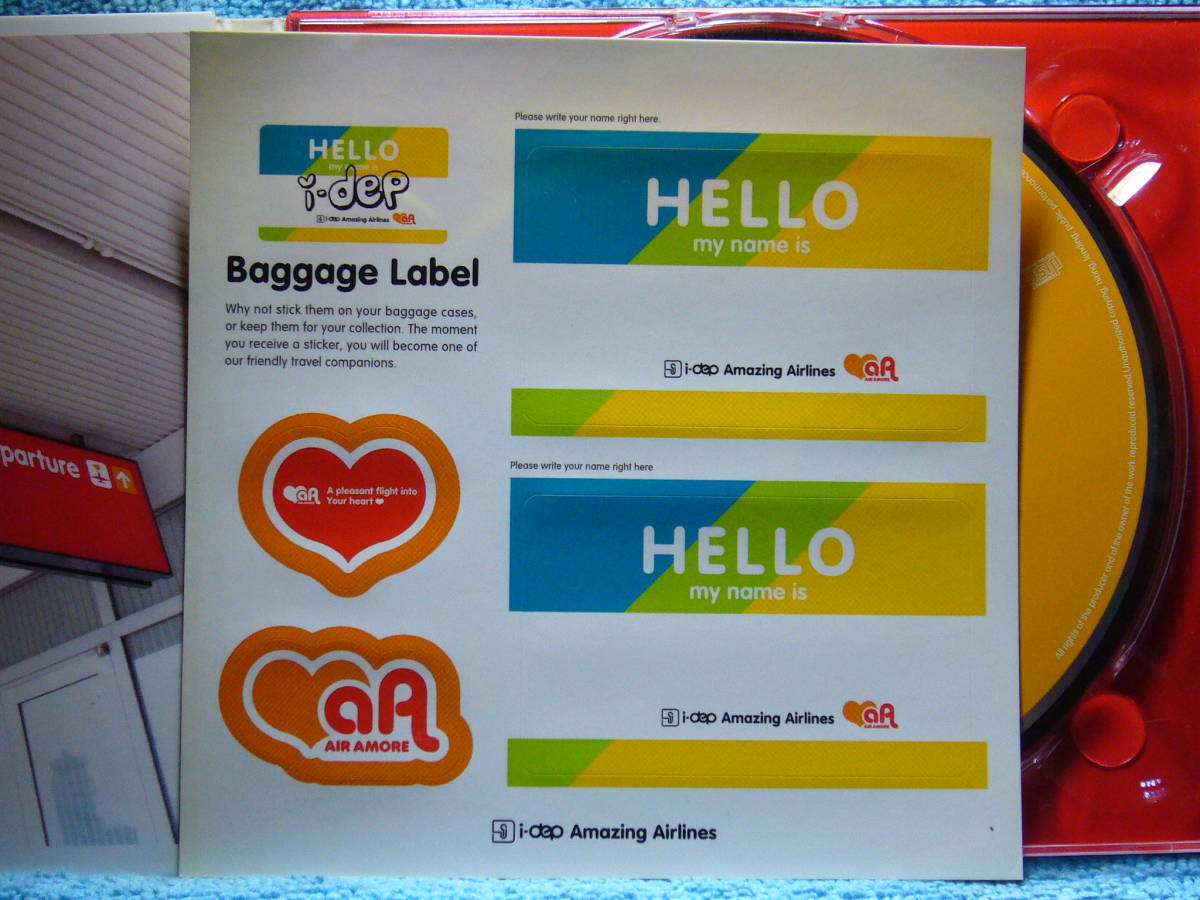 HELLO
my name is
i-dep
i-dep Amazing Airlines aA
Baggage Label
Why not stick them on your baggage cases,
or keep them for your collection. The moment
you receive a sticker, you will become one of
our friendly travel companions.
aA A pleasant flight into
Your heart
aA
AIR AMORE
Please write your name right here.
HELLO
my name is
i-dep Amazing Airlines aA
AIR AMORE
Please write your name right here.
HELLO
my name is
i-dep Amazing Airlines aA
AIR AMORE
i-dep Amazing Airlines
parture
All rights of the producer and of the owner of the work reproduced reserved. Unauthorized copying, hiring, lending, public performance